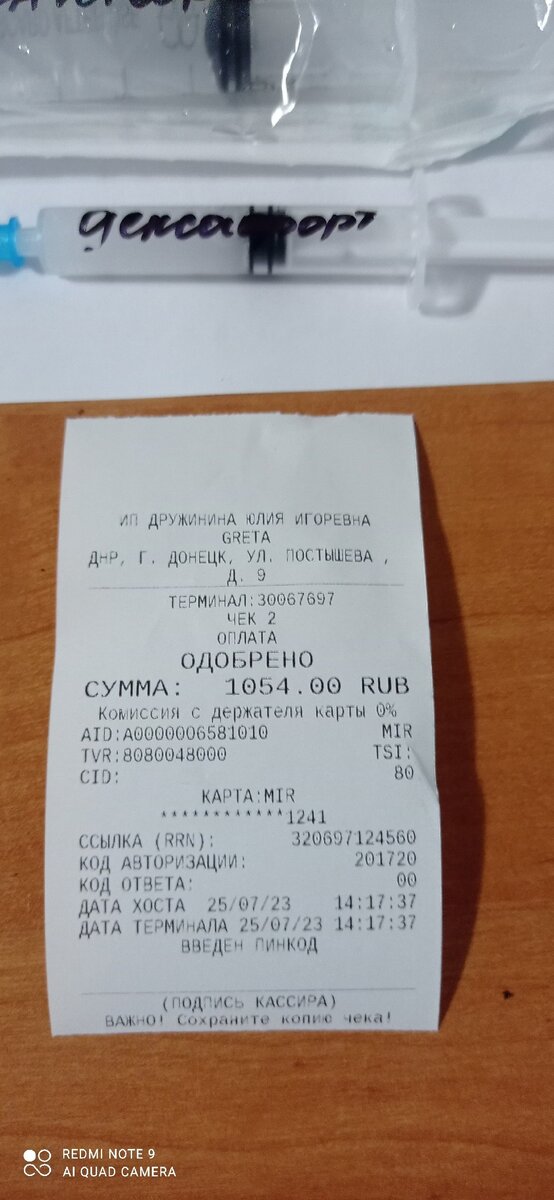 дексафорт
ИП ДРУЖИНИНА ЮЛИЯ ИГОРЕВНА
GRETA
ДНР, Г. ДОНЕЦК, УЛ. ПОСТЫШЕВА ,
Д. 9
ТЕРМИНАЛ:30067697
ЧЕК 2
ОПЛАТА
ОДОБРЕНО
СУММА: 1054.00 RUB
Комиссия с держателя карты 0%
AID:A0000006581010 MIR
TVR:8080048000 TSI:
CID: 80
КАРТА:MIR
************1241
ССЫЛКА (RRN): 320697124560
КОД АВТОРИЗАЦИИ: 201720
КОД ОТВЕТА: 00
ДАТА ХОСТА 25/07/23 14:17:37
ДАТА ТЕРМИНАЛА 25/07/23 14:17:37
ВВЕДЕН ПИНКОД
(ПОДПИСЬ КАССИРА)
ВАЖНО! Сохраните копию чека!
REDMI NOTE 9
AI QUAD CAMERA